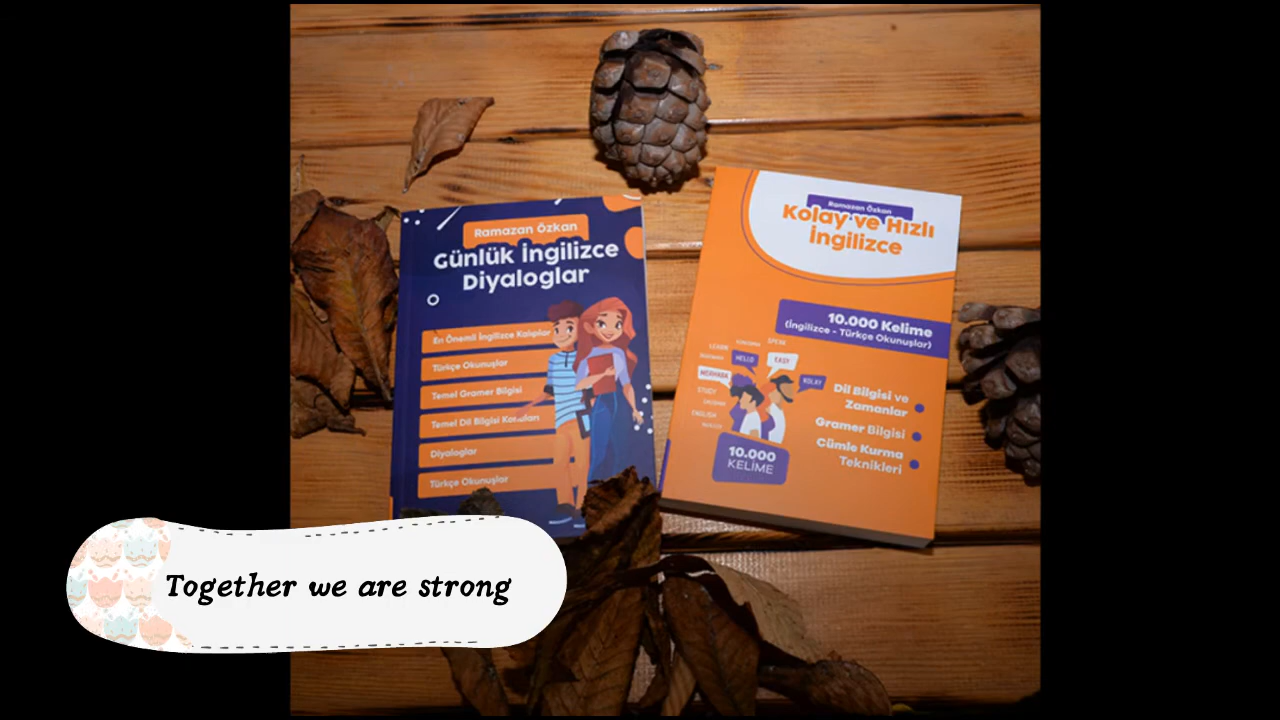 Ramazan Özkan
Günlük İngilizce
Diyaloglar
En Önemli İngilizce Kalıplar
Türkçe Okunuşlar
Temel Gramer Bilgisi
Temel Dil Bilgisi
Diyaloglar
Türkçe Okunuşlar
Ramazan Özkan
Kolay ve Hızlı
İngilizce
10.000 Kelime
(İngilizce - Türkçe Okunuşlar)
LEARN
SPEAK
HELLO
EASY
MERHABA
KOLAY
STUDY
ENGLISH
Dil Bilgisi ve
Zamanlar
Gramer Bilgisi
Cümle Kurma
Teknikleri
10.000
KELİME
Together we are strong